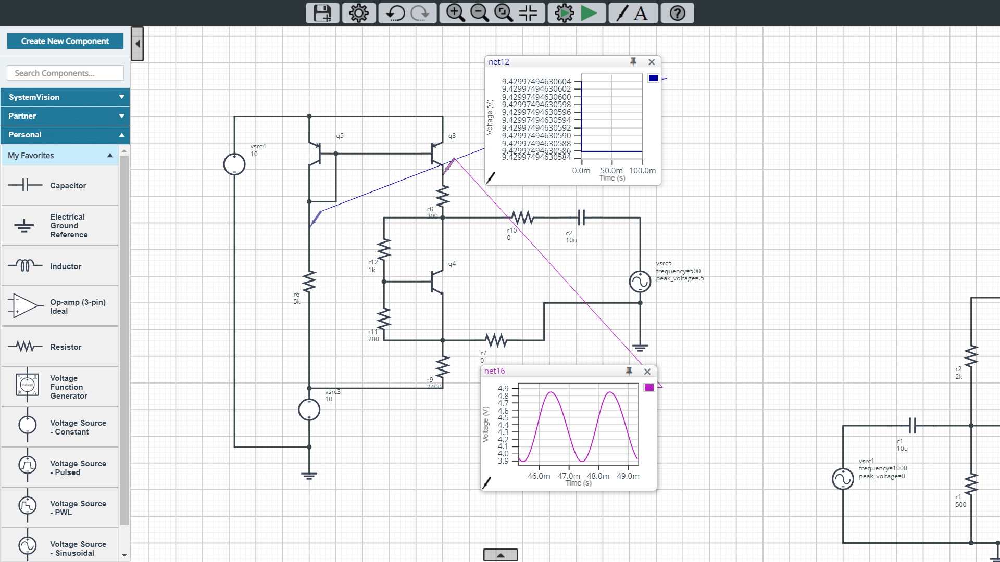 Create New Component
Search Components...
SystemVision
Partner
Personal
My Favorites
Capacitor
Electrical
Ground
Reference
Inductor
Op-amp (3-pin)
Ideal
Resistor
Voltage
Voltage
Function
Generator
Voltage Source
- Constant
Voltage Source
- Pulsed
Voltage Source
- PWL
Voltage Source
- Sinusoidal
A
?
net12
9.42997494630604
9.42997494630602
9.42997494630600
9.42997494630598
9.42997494630596
9.42997494630594
9.42997494630592
9.42997494630590
9.42997494630588
9.42997494630586
9.42997494630584
Voltage (V)
0.0m 50.0m 100.0m
Time (s)
vsrc4
10
q5
q3
r8
300
r10
0
c2
10u
r12
1k
q4
vsrc5
frequency=500
peak_voltage=.5
r6
5k
r11
200
r7
0
r9
2400
vsrc3
10
net16
4.9
4.8
4.7
4.6
4.5
4.4
4.3
4.2
4.1
4.0
3.9
Voltage (V)
46.0m 47.0m 48.0m 49.0m
Time (s)
r2
2k
c1
10u
vsrc1
frequency=1000
peak_voltage=0
r1
500